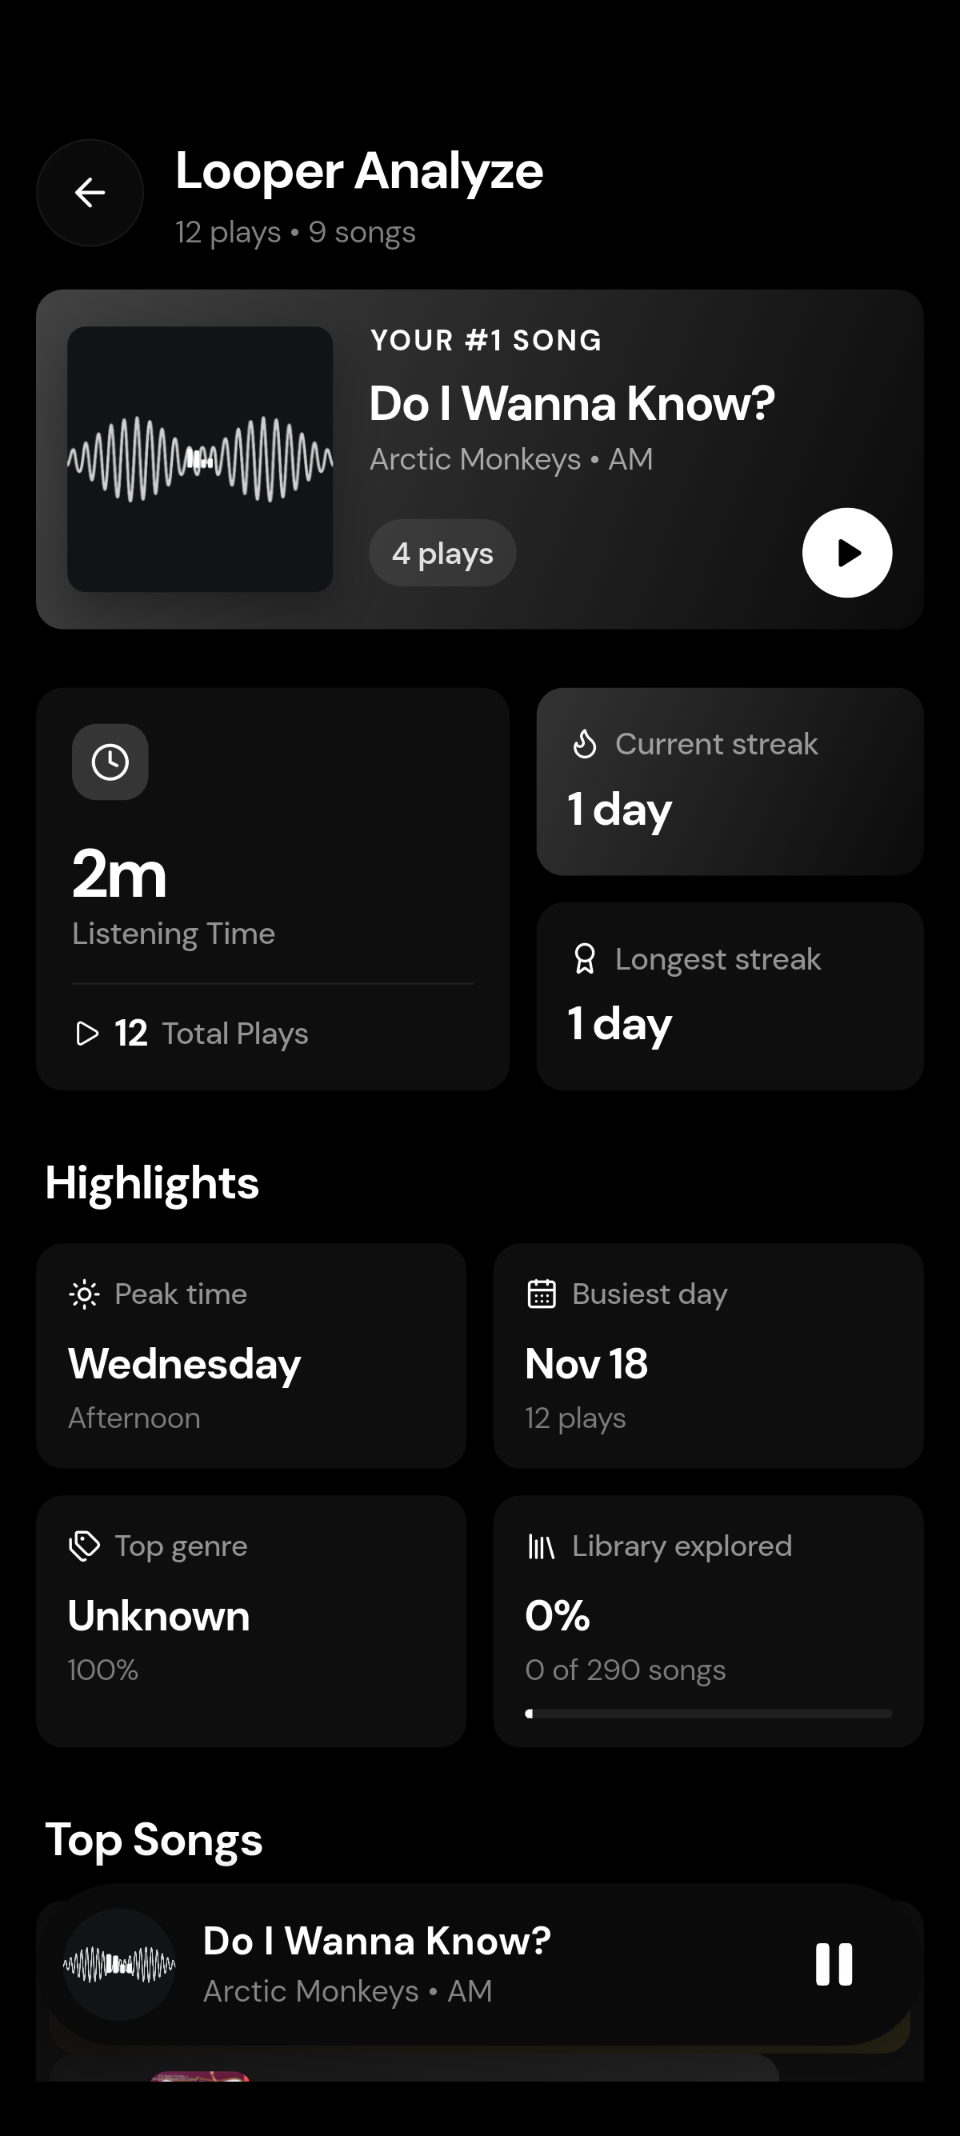 Looper Analyze
12 plays • 9 songs
YOUR #1 SONG
Do I Wanna Know?
Arctic Monkeys • AM
4 plays
2m
Listening Time
12 Total Plays
Current streak
1 day
Longest streak
1 day
Highlights
Peak time
Wednesday
Afternoon
Busiest day
Nov 18
12 plays
Top genre
Unknown
100%
Library explored
0%
0 of 290 songs
Top Songs
Do I Wanna Know?
Arctic Monkeys • AM